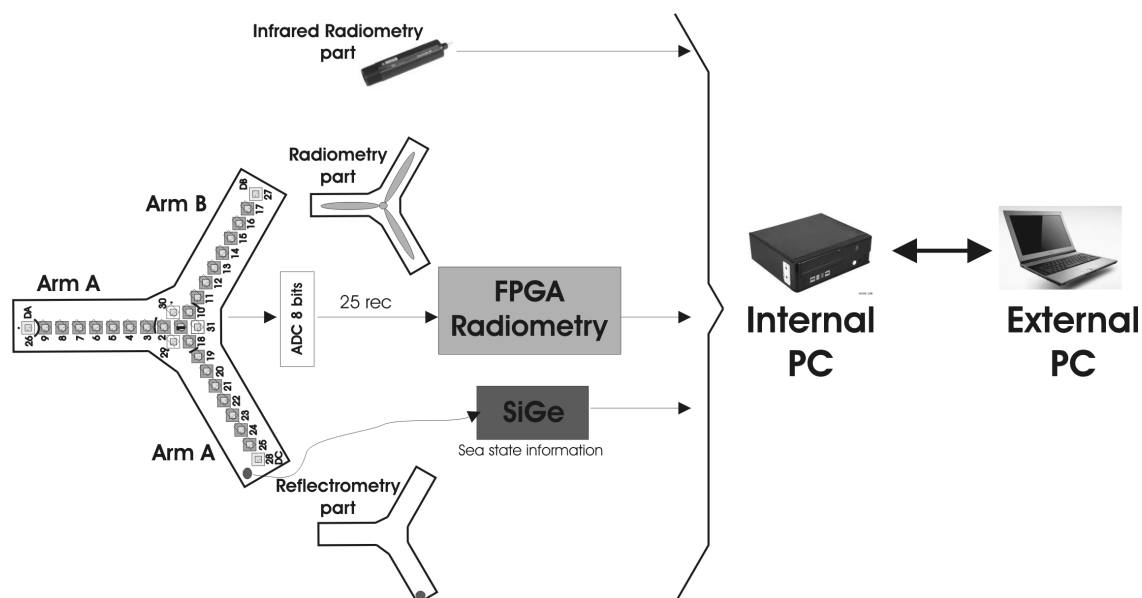 Infrared Radiometry
part
Radiometry
part
Arm B
Arm A
DB
27
17
16
15
14
13
12
11
10
30
31
DA
26
9
8
7
6
5
4
3
2
1
29
18
19
20
21
22
23
24
25
28
DC
Arm A
ADC 8 bits
25 rec
FPGA
Radiometry
SiGe
Sea state information
Reflectrometry
part
Internal
PC
External
PC